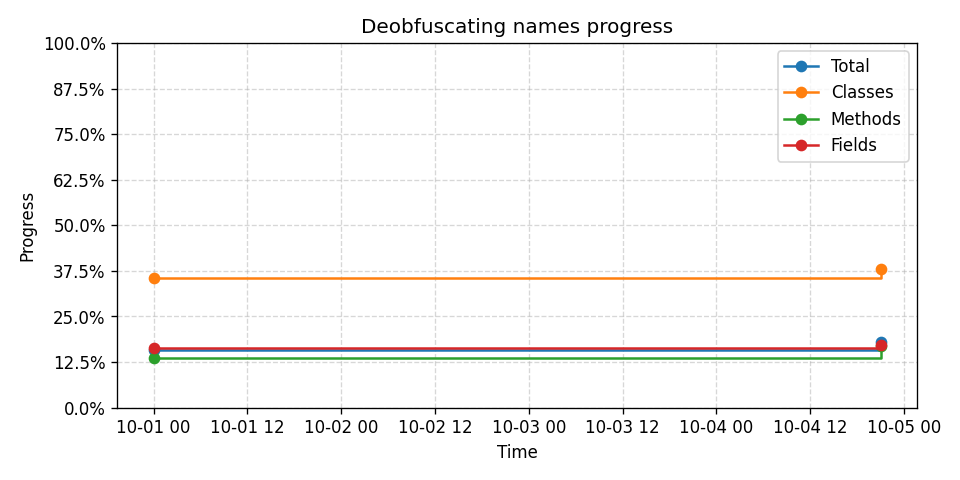 Deobfuscating names progress
100.0%
87.5%
75.0%
62.5%
50.0%
37.5%
25.0%
12.5%
0.0%
Progress
Total
Classes
Methods
Fields
10-01 00 10-01 12 10-02 00 10-02 12 10-03 00 10-03 12 10-04 00 10-04 12 10-05 00
Time